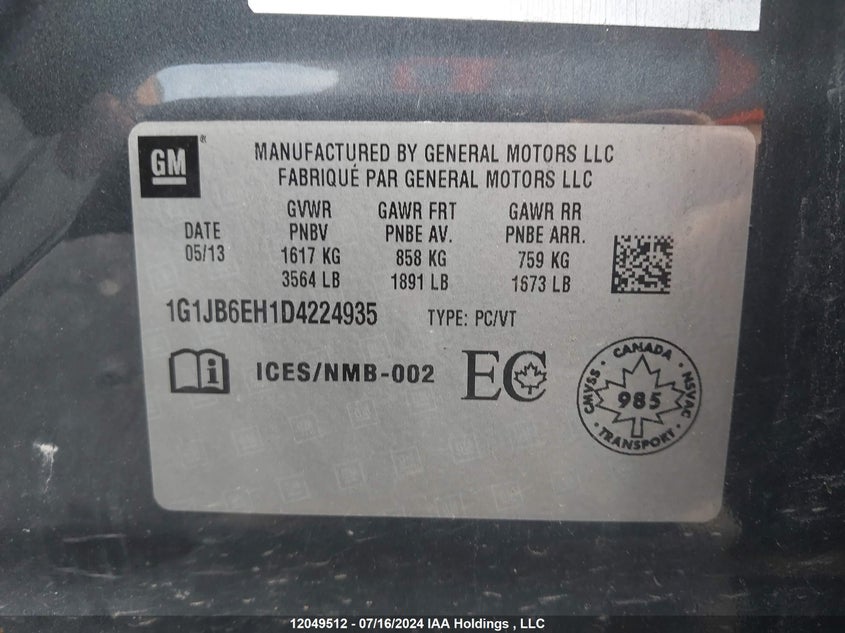 GM ®
MANUFACTURED BY GENERAL MOTORS LLC
FABRIQUÉ PAR GENERAL MOTORS LLC
DATE
05/13
GVWR
PNBV
1617 KG
3564 LB
GAWR FRT
PNBE AV.
858 KG
1891 LB
GAWR RR
PNBE ARR.
759 KG
1673 LB
1G1JB6EH1D4224935 TYPE: PC/VT
i ICES/NMB-002 EC
CANADA
CMVSS NSVAC
985
TRANSPORT
12049512 - 07/16/2024 IAA Holdings , LLC